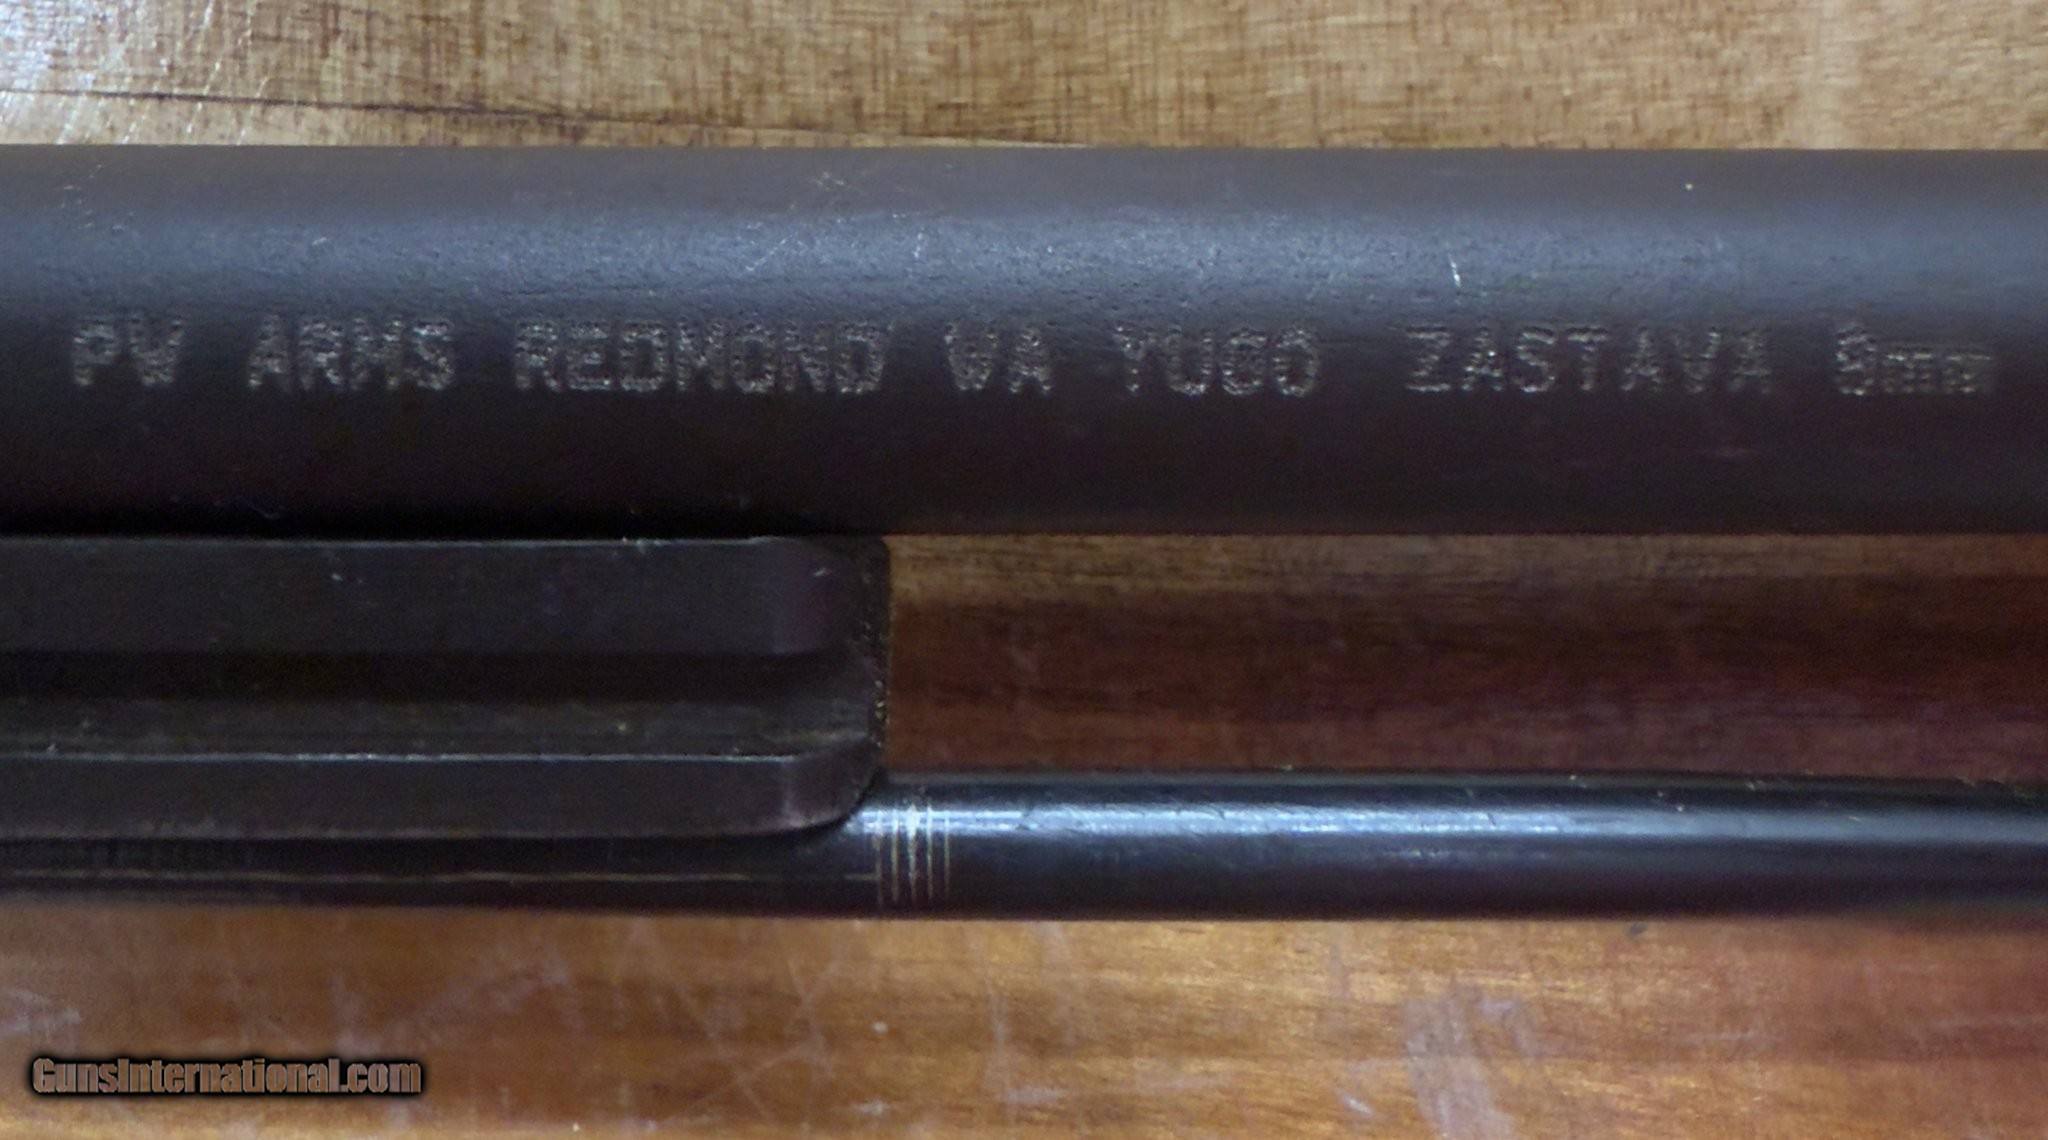 PW ARMS REDMOND WA YUGO ZASTAVA 8mm
GunsInternational.com